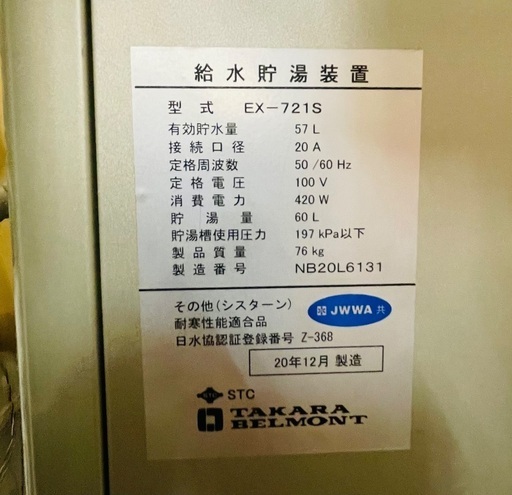 給水貯湯装置
型式 EX-721S
有効貯水量 57 L
接続口径 20 A
定格周波数 50/60 Hz
定格電圧 100 V
消費電力 420 W
貯湯量 60 L
貯湯槽使用圧力 197 kPa以下
製品質量 76 kg
製造番号 NB20L6131
その他(シスターン)
JWWA 共
耐寒性能適合品
日水協認証登録番号 Z-368
20年12月 製造
STC
TAKARA
BELMONT